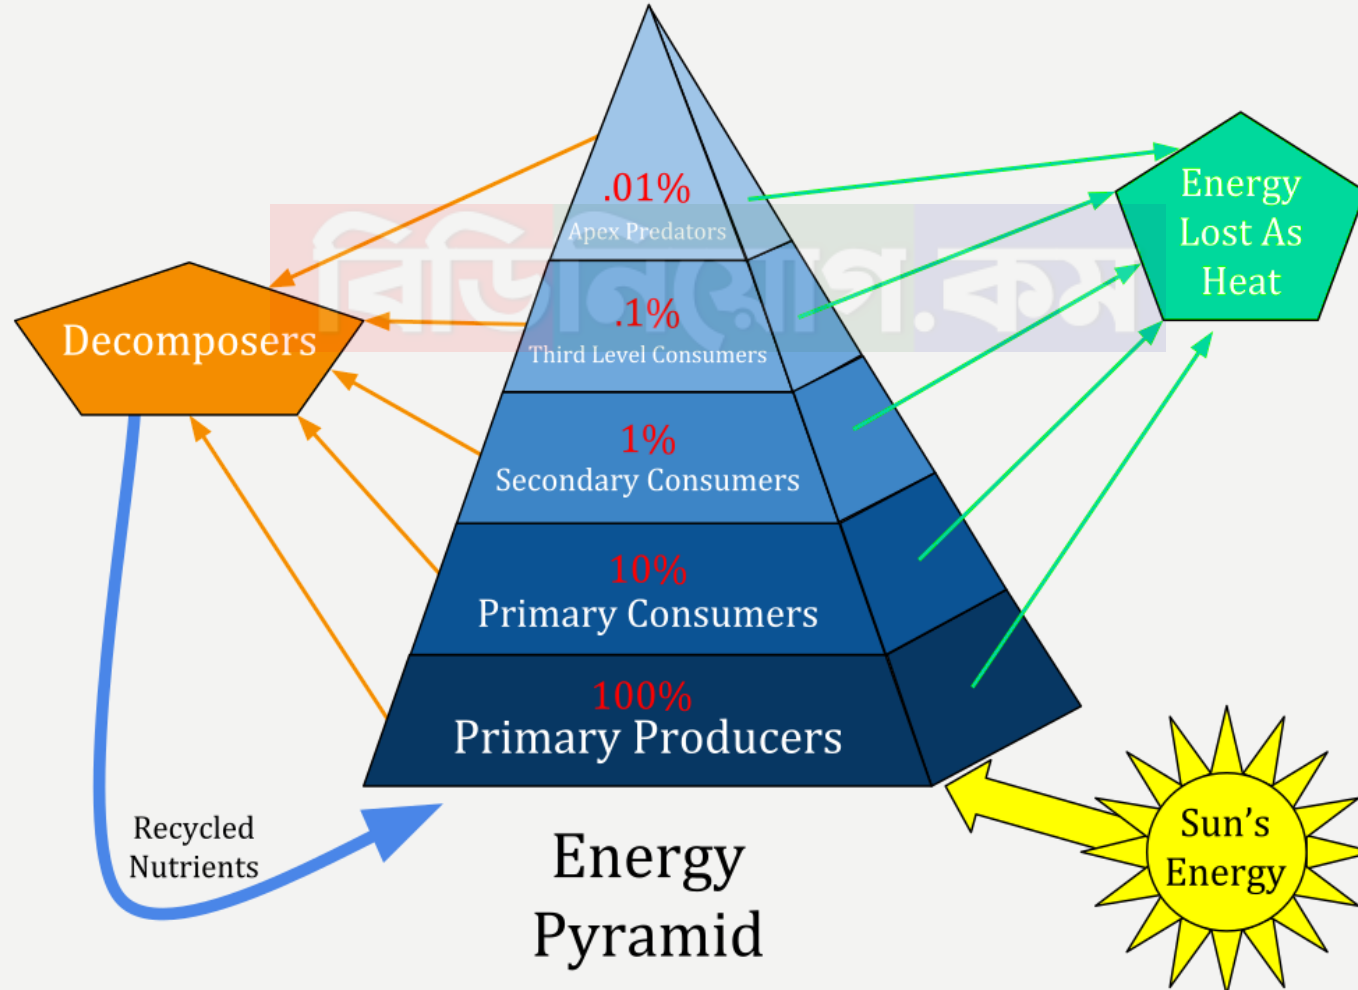 .01%
Apex Predators
.1%
Third Level Consumers
1%
Secondary Consumers
10%
Primary Consumers
100%
Primary Producers
Decomposers
Energy
Lost As
Heat
বিডিনিয়োগ.কম
Recycled
Nutrients
Sun's
Energy
Energy
Pyramid